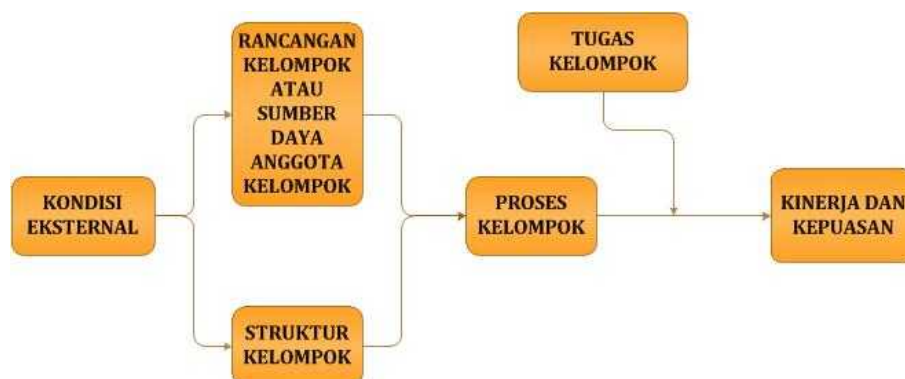 RANCANGAN
KELOMPOK
ATAU
SUMBER
DAYA
ANGGOTA
KELOMPOK
TUGAS
KELOMPOK
KONDISI
EKSTERNAL
PROSES
KELOMPOK
KINERJA DAN
KEPUASAN
STRUKTUR
KELOMPOK